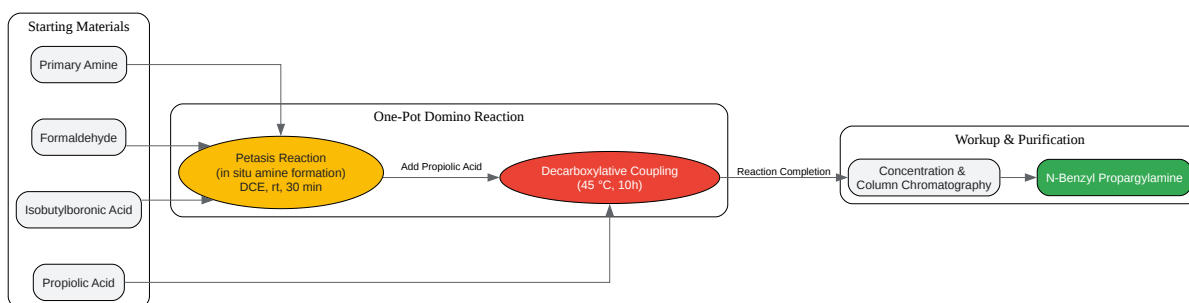 Starting Materials
Primary Amine
Formaldehyde
Isobutylboronic Acid
Propiolic Acid
One-Pot Domino Reaction
Petasis Reaction
(in situ amine formation)
DCE, rt, 30 min
Add Propiolic Acid
Decarboxylative Coupling
(45 °C, 10h)
Reaction Completion
Workup & Purification
Concentration &
Column Chromatography
N-Benzyl Propargylamine